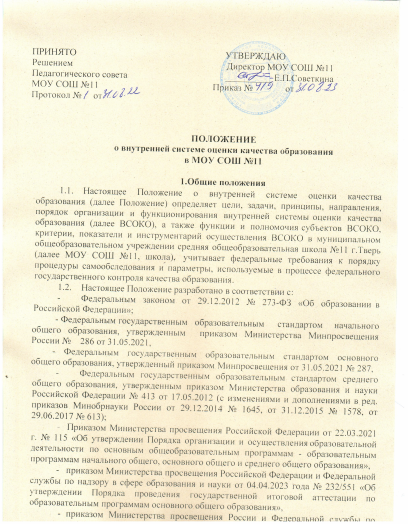 ПРИНЯТО
Решением
Педагогического совета
МОУ СОШ №11
Протокол № 1 от
УТВЕРЖДАЮ
Директор МОУ СОШ №11
Е.П.Советкина
Приказ № от
ПОЛОЖЕНИЕ
о внутренней системе оценки качества образования
в МОУ СОШ №11
1.Общие положения
1.1. Настоящее Положение о внутренней системе оценки качества
образования (далее Положение) определяет цели, задачи, принципы, направления,
порядок организации и функционирования внутренней системы оценки качества
образования (далее ВСОКО), а также функции и полномочия субъектов ВСОКО,
критерии, показатели и инструментарий осуществления ВСОКО в муниципальном
общеобразовательном учреждении средняя общеобразовательная школа №11 г.Тверь
(далее МОУ СОШ №11, школа), учитывает федеральные требования к порядку
процедуры самообследования и параметры, используемые в процессе федерального
государственного контроля качества образования.
1.2. Настоящее Положение разработано в соответствии с:
- Федеральным законом от 29.12.2012 № 273-ФЗ «Об образовании в
Российской Федерации»;
- Федеральным государственным образовательным стандартом начального
общего образования, утвержденным приказом Министерства Минпросвещения
России № 286 от 31.05.2021,
- Федеральным государственным образовательным стандартом основного
общего образования, утвержденный приказом Минпросвещения от 31.05.2021 № 287,
- Федеральным государственным образовательным стандартом среднего
общего образования, утвержденным приказом Министерства образования и науки
Российской Федерации № 413 от 17.05.2012 (с изменениями и дополнениями в ред.
приказов Минобрнауки России от 29.12.2014 № 1645, от 31.12.2015 № 1578, от
29.06.2017 № 613);
- Приказом Министерства просвещения Российской Федерации от 22.03.2021
г. № 115 «Об утверждении Порядка организации и осуществления образовательной
деятельности по основным общеобразовательным программам - образовательным
программам начального общего, основного общего и среднего общего образования»,
- приказом Министерства просвещения Российской Федерации и Федеральной
службы по надзору в сфере образования и науки от 04.04.2023 года № 232/551 «Об
утверждении Порядка проведения государственной итоговой аттестации по
образовательным программам основного общего образования»,
- приказом Министерства просвещения России и Федеральной службы по